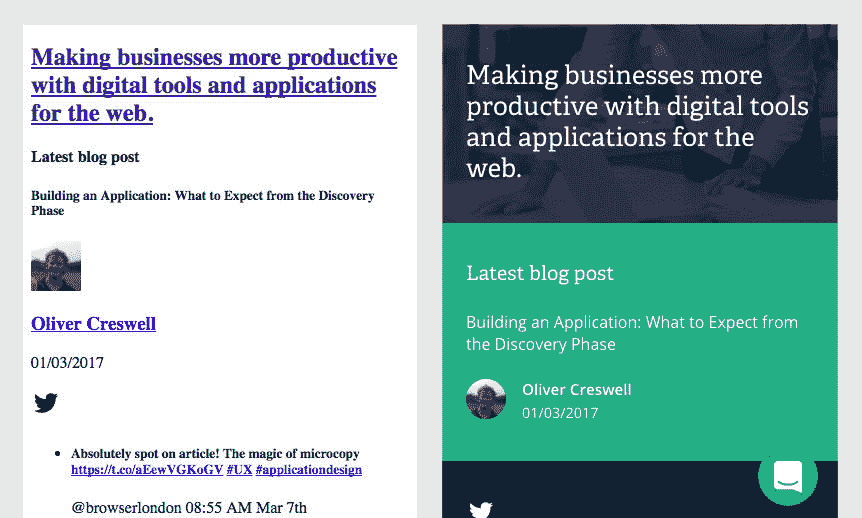 Making businesses more productive
with digital tools and applications
for the web.
Latest blog post
Building an Application: What to Expect from the Discovery
Phase
Oliver Creswell
01/03/2017
Absolutely spot on article! The magic of microcopy
https://t.co/aEewVGKoGV #UX #applicationdesign
@browserlondon 08:55 AM Mar 7th
Making businesses more
productive with digital tools
and applications for the
web.
Latest blog post
Building an Application: What to Expect from
the Discovery Phase
Oliver Creswell
01/03/2017